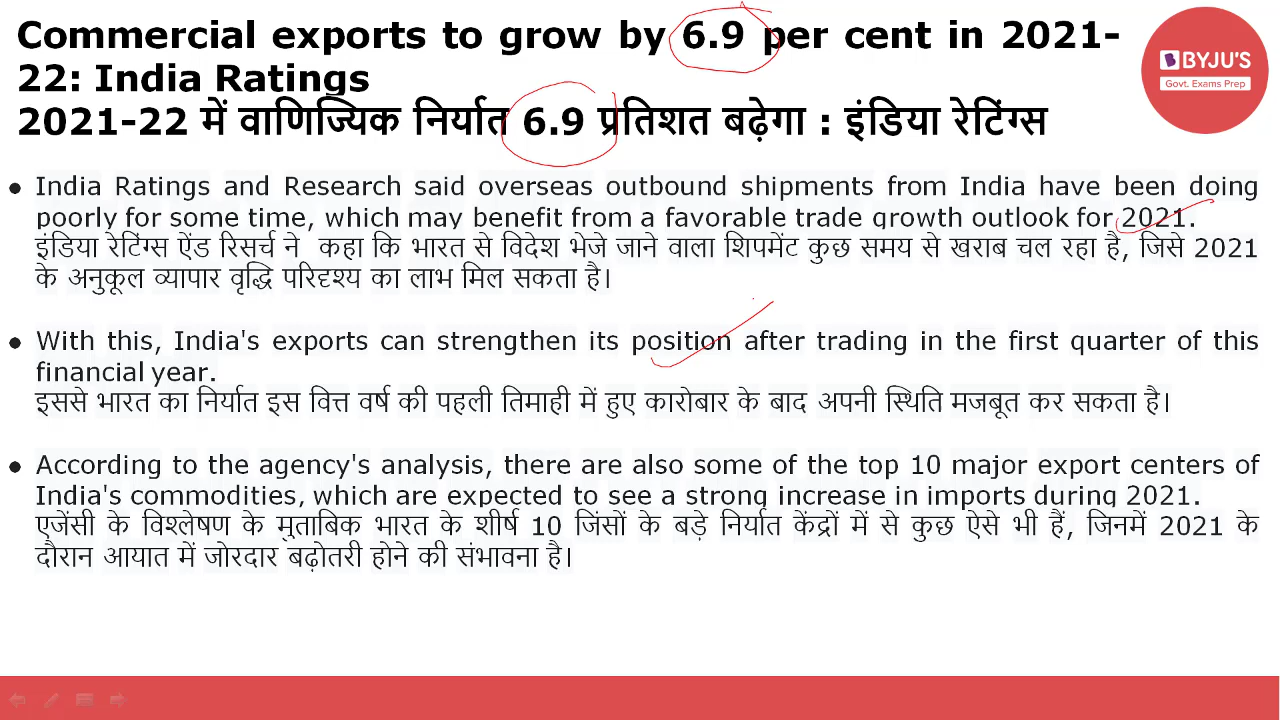 Commercial exports to grow by 6.9 per cent in 2021-
22: India Ratings
2021-22 में वाणिज्यिक निर्यात 6.9 प्रतिशत बढ़ेगा : इंडिया रेटिंग्स
BYJU'S
Govt. Exams Prep
• India Ratings and Research said overseas outbound shipments from India have been doing
poorly for some time, which may benefit from a favorable trade growth outlook for 2021.
इंडिया रेटिंग्स ऐंड रिसर्च ने कहा कि भारत से विदेश भेजे जाने वाला शिपमेंट कुछ समय से खराब चल रहा है, जिसे 2021
के अनुकूल व्यापार वृद्धि परिदृश्य का लाभ मिल सकता है।
• With this, India's exports can strengthen its position after trading in the first quarter of this
financial year.
इससे भारत का निर्यात इस वित्त वर्ष की पहली तिमाही में हुए कारोबार के बाद अपनी स्थिति मजबूत कर सकता है।
• According to the agency's analysis, there are also some of the top 10 major export centers of
India's commodities, which are expected to see a strong increase in imports during 2021.
एजेंसी के विश्लेषण के मुताबिक भारत के शीर्ष 10 जिंसों के बड़े निर्यात केंद्रों में से कुछ ऐसे भी हैं, जिनमें 2021 के
दौरान आयात में जोरदार बढ़ोतरी होने की संभावना है।